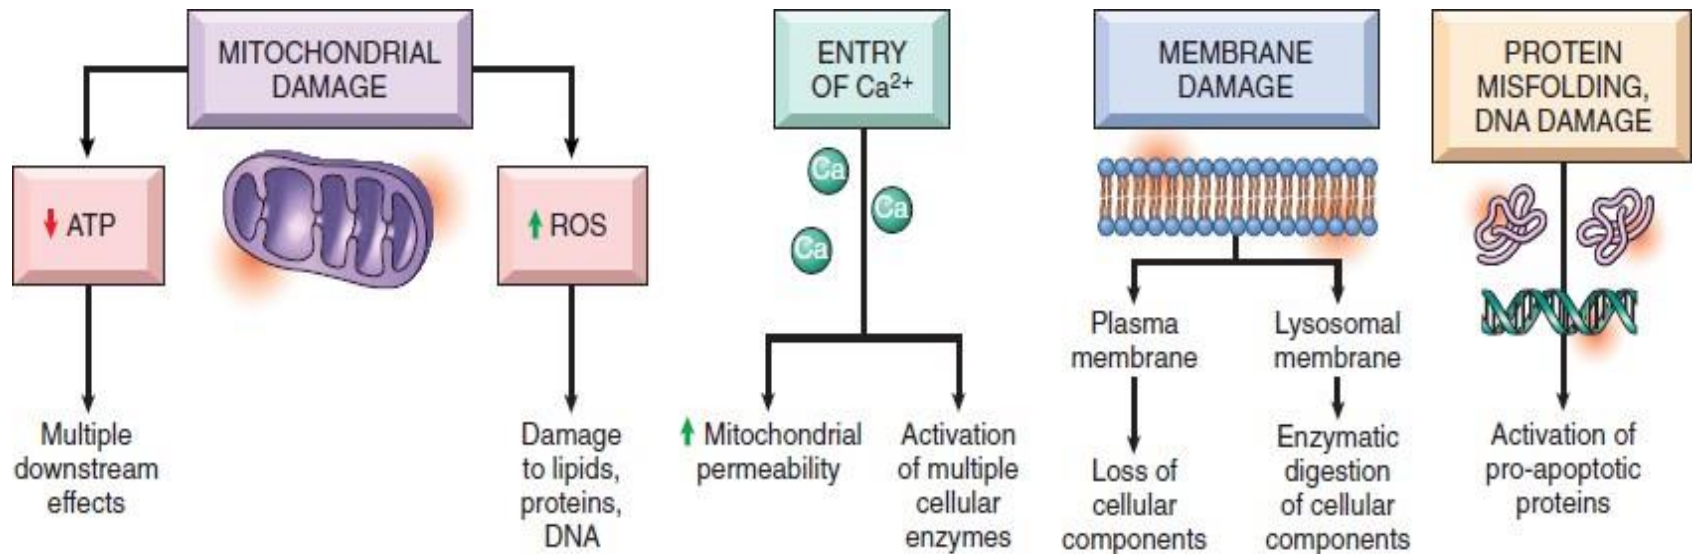 MITOCHONDRIAL
DAMAGE
↓ ATP
Multiple
downstream
effects
↑ ROS
Damage
to lipids,
proteins,
DNA
ENTRY
OF Ca²⁺
Ca
Ca
Ca
↑ Mitochondrial
permeability
Activation
of multiple
cellular
enzymes
MEMBRANE
DAMAGE
Plasma
membrane
Loss of
cellular
components
Lysosomal
membrane
Enzymatic
digestion
of cellular
components
PROTEIN
MISFOLDING,
DNA DAMAGE
Activation of
pro-apoptotic
proteins